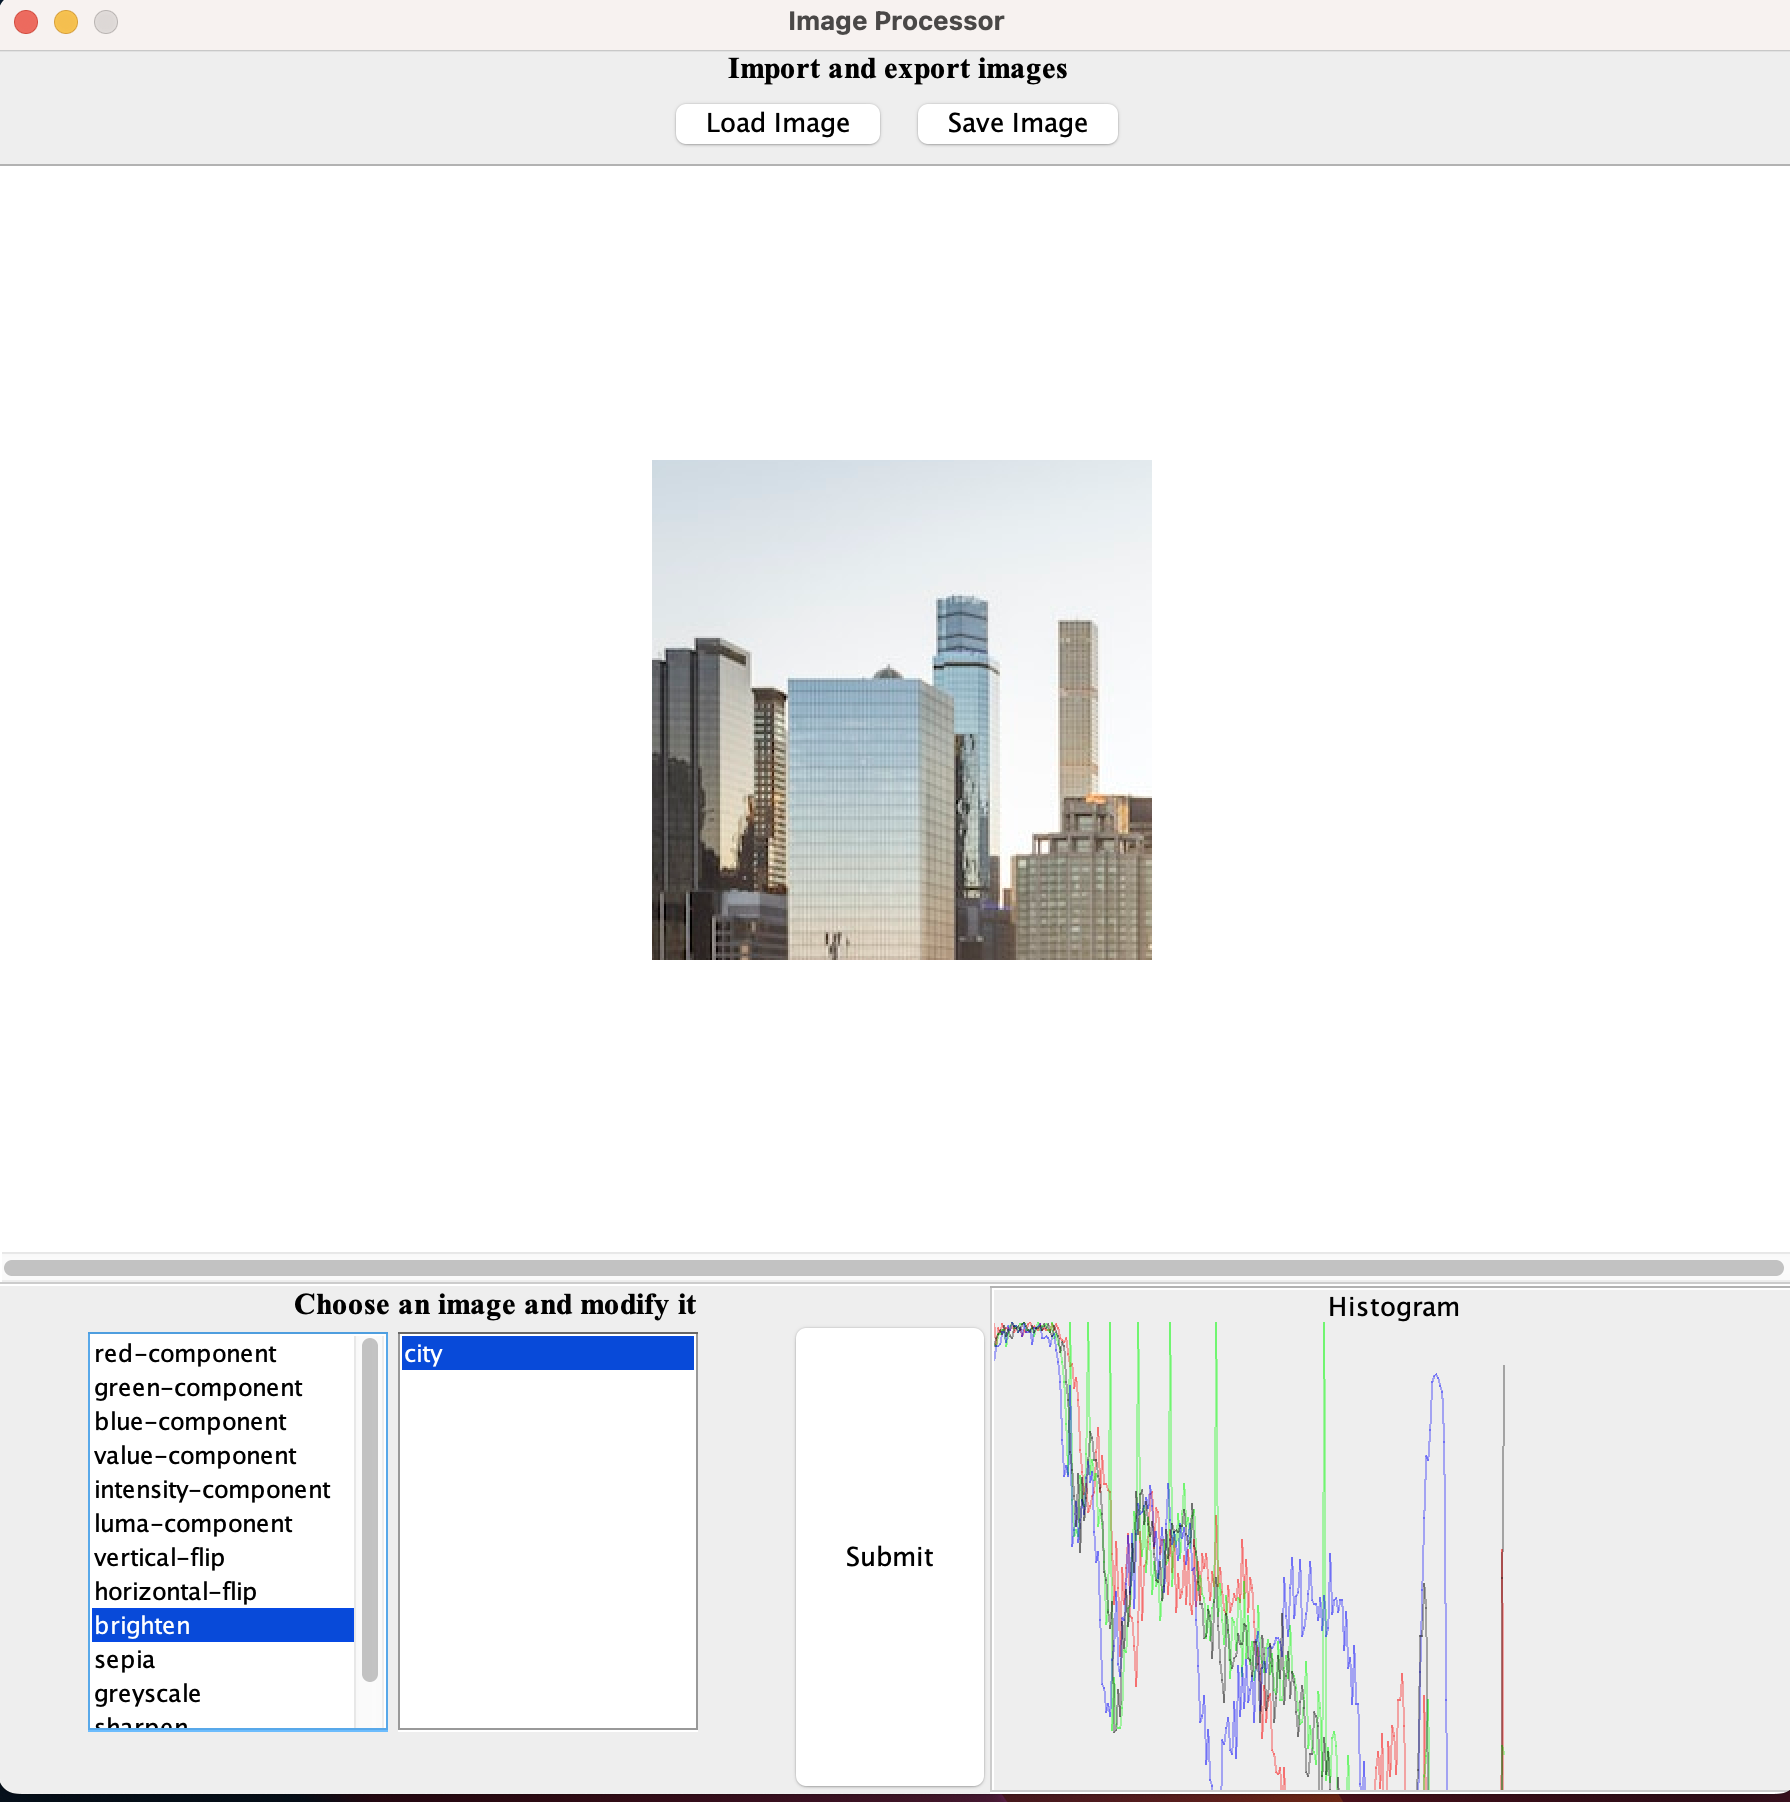 Image Processor
Import and export images
Load Image
Save Image
Choose an image and modify it
red-component
green-component
blue-component
value-component
intensity-component
luma-component
vertical-flip
horizontal-flip
brighten
sepia
greyscale
sharpen
city
Submit
Histogram